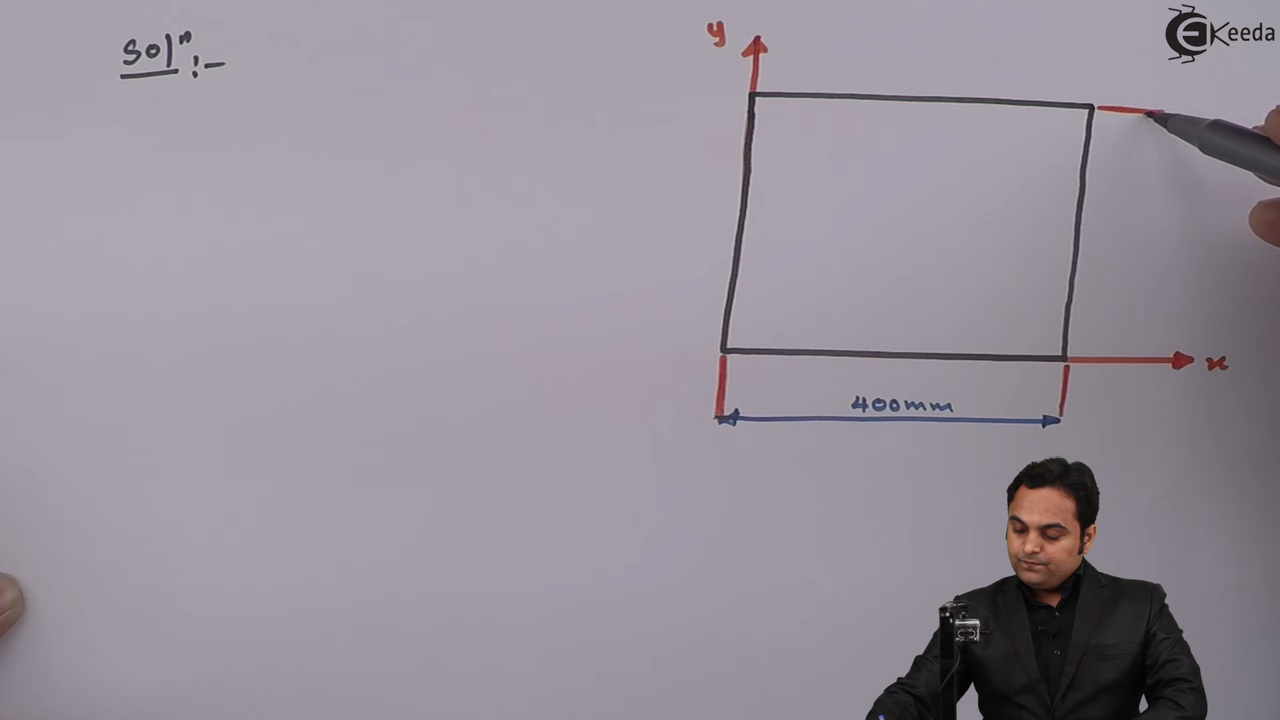 Solⁿ :-
y
EKeeda
x
400mm